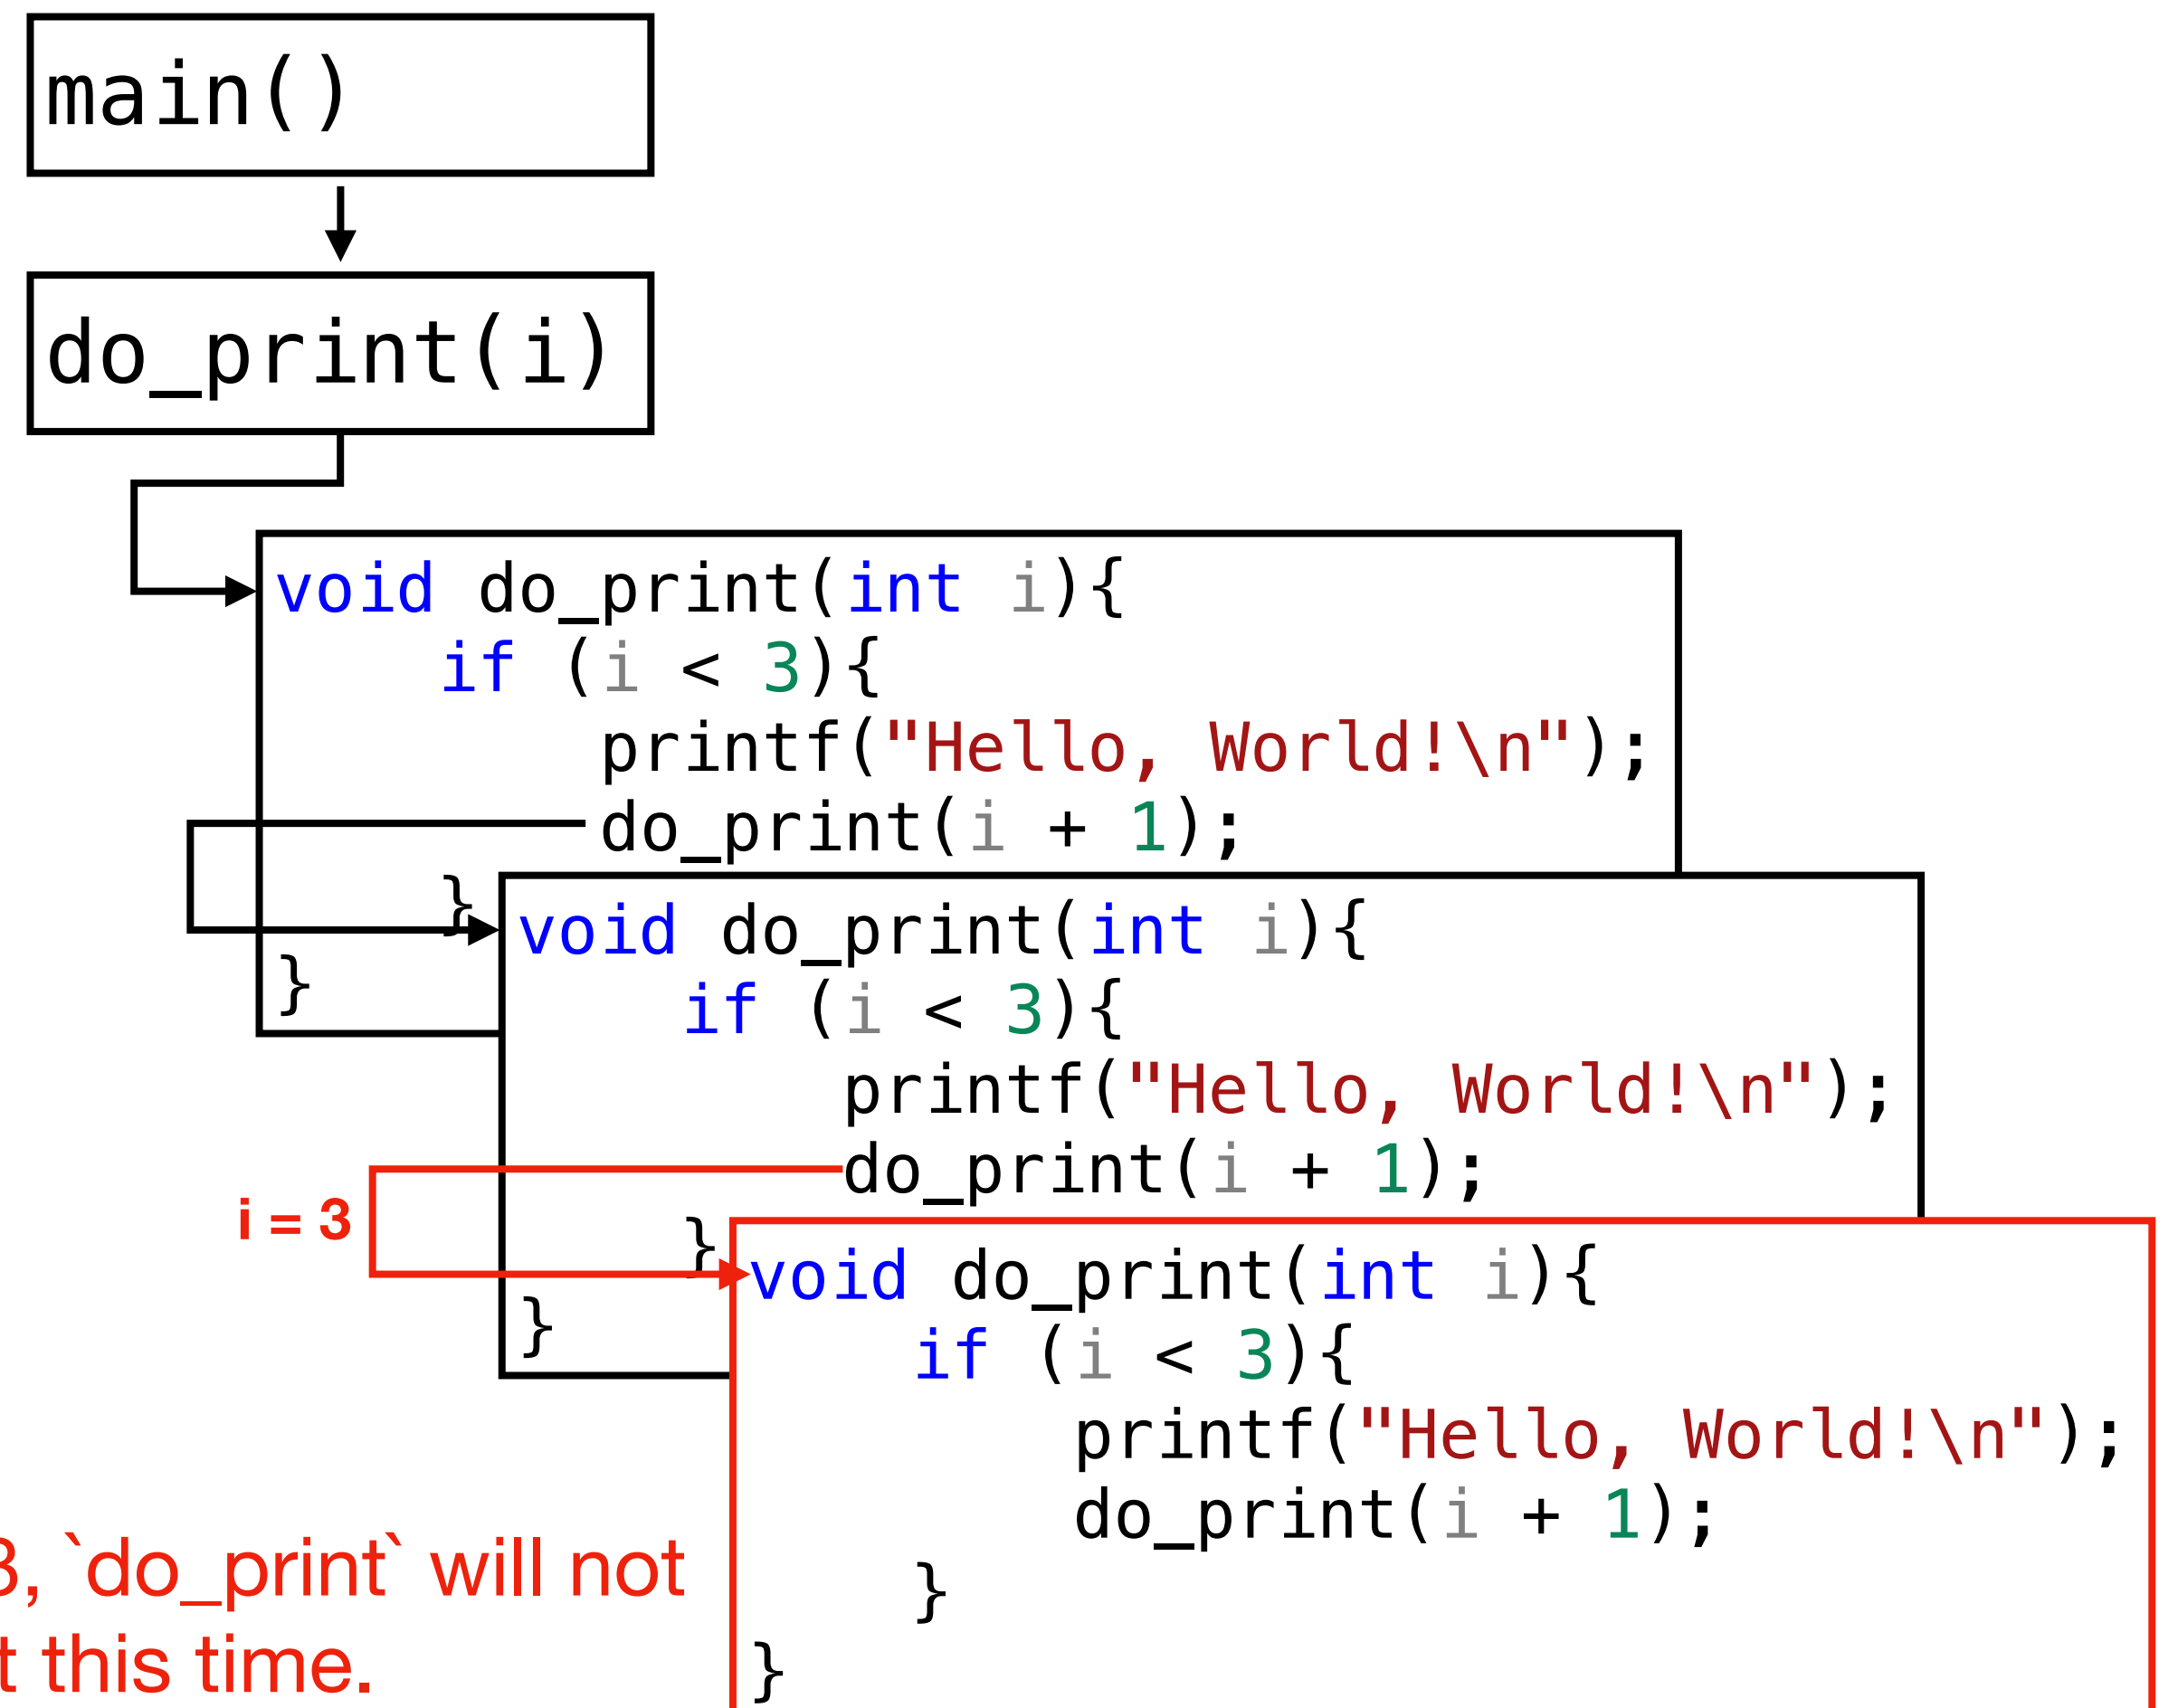 main()
do_print(i)
void do_print(int i){
if (i < 3){
printf("Hello, World!\n");
do_print(i + 1);
}
}
void do_print(int i){
if (i < 3){
printf("Hello, World!\n");
do_print(i + 1);
}
}
i = 3
void do_print(int i){
if (i < 3){
printf("Hello, World!\n");
do_print(i + 1);
}
}
3, `do_print` will not
t this time.